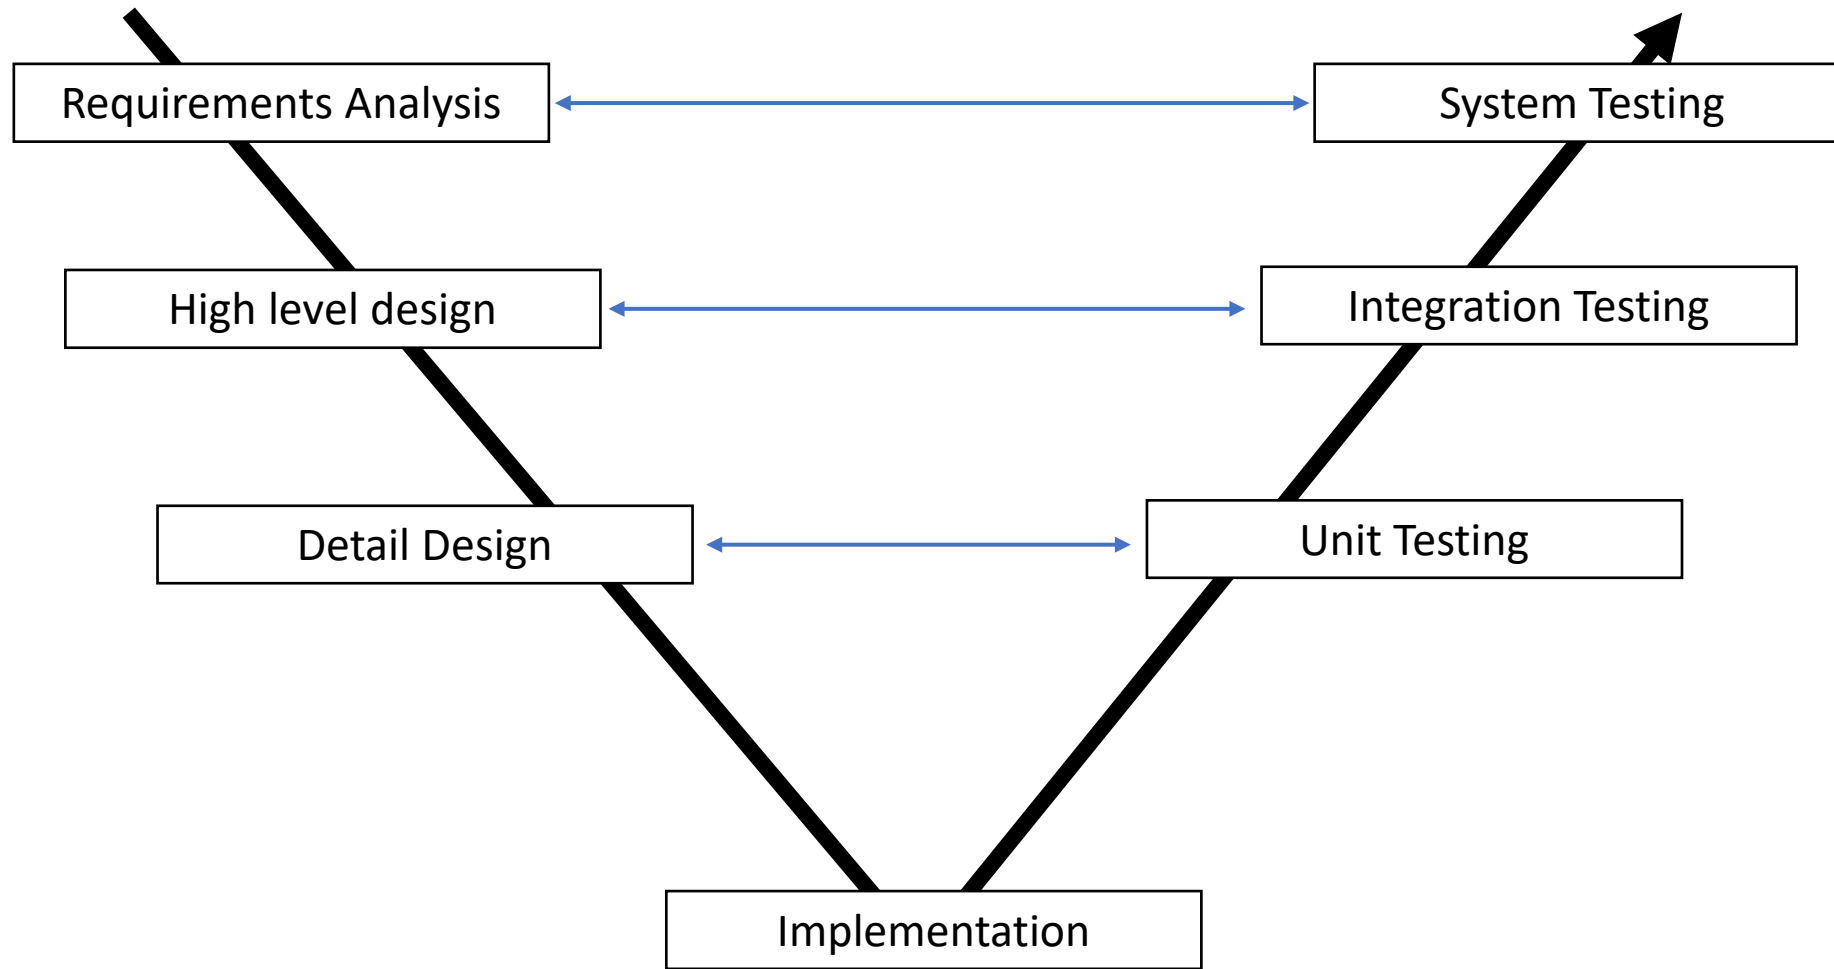 Requirements Analysis
System Testing
High level design
Integration Testing
Detail Design
Unit Testing
Implementation